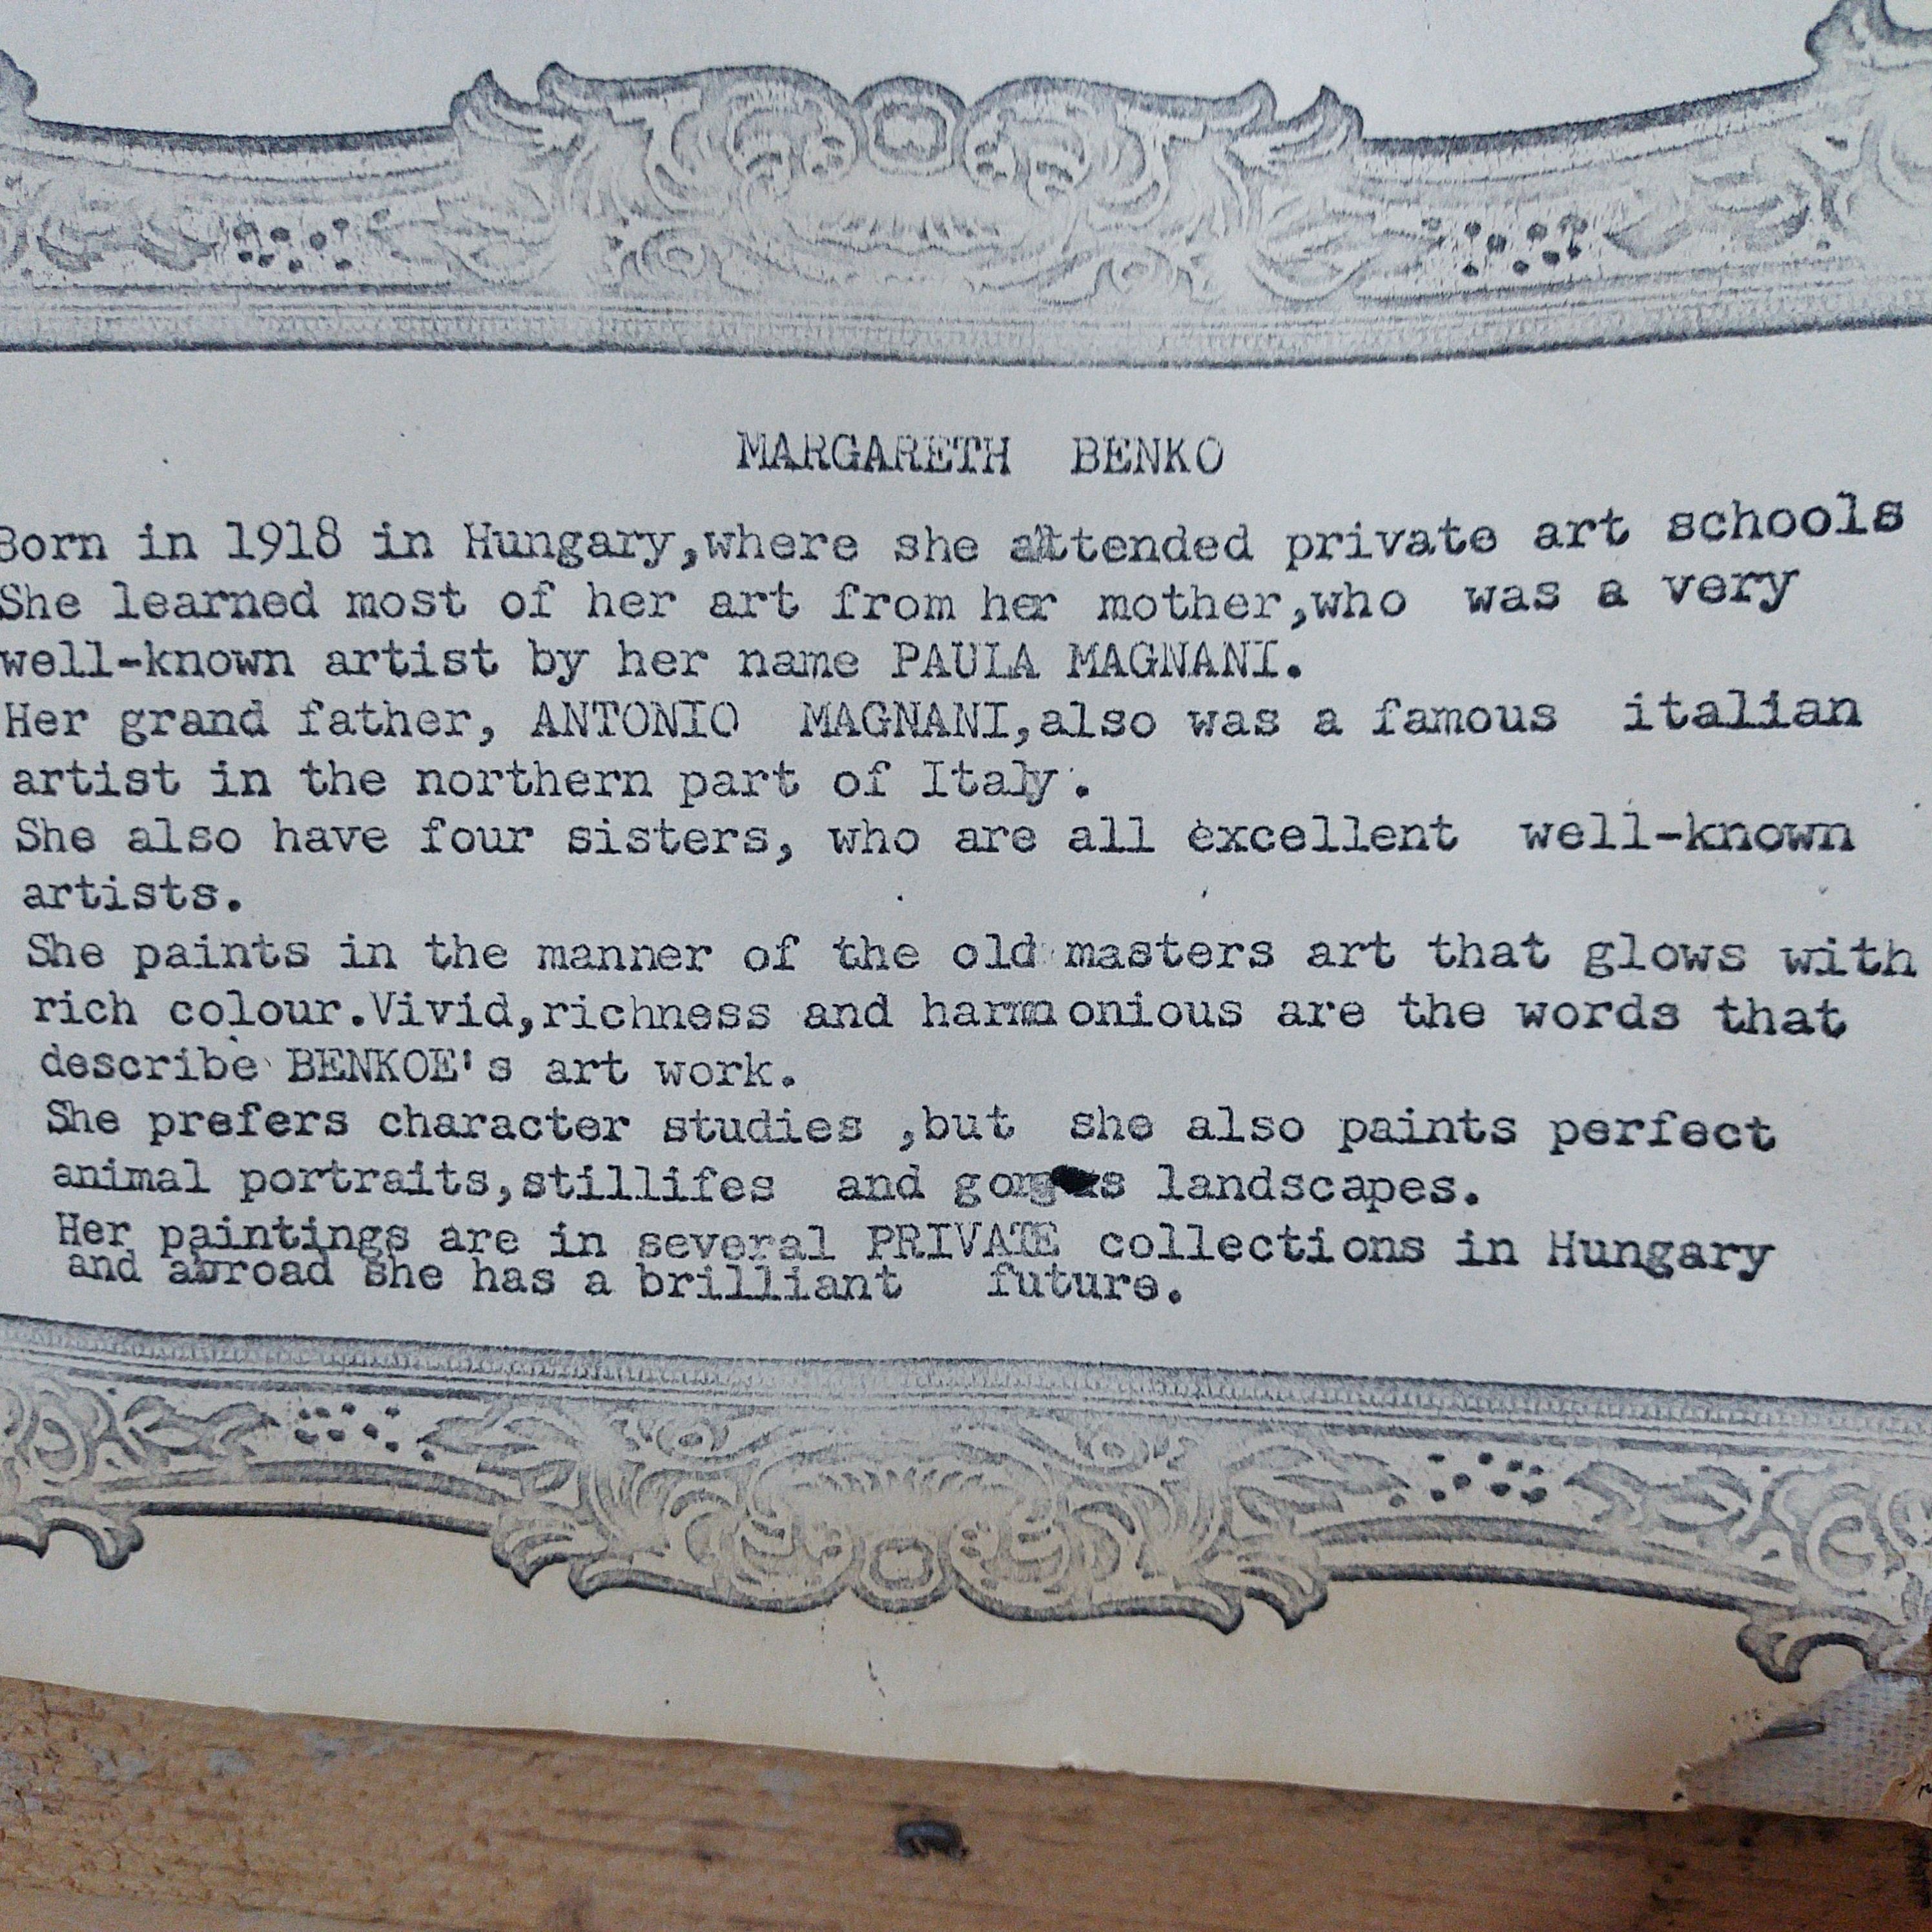 MARGARETH BENKO
Born in 1918 in Hungary,where she attended private art schools
She learned most of her art from her mother,who was a very
well-known artist by her name PAULA MAGNANI.
Her grand father, ANTONIO MAGNANI,also was a famous italian
artist in the northern part of Italy.
She also have four sisters, who are all excellent well-known
artists.
She paints in the manner of the old masters art that glows with
rich colour.Vivid,richness and harmonious are the words that
describe BENKOE's art work.
She prefers character studies ,but she also paints perfect
animal portraits,stillifes and landscapes.
Her paintings are in several PRIVATE collections in Hungary
and abroad she has a brilliant future.